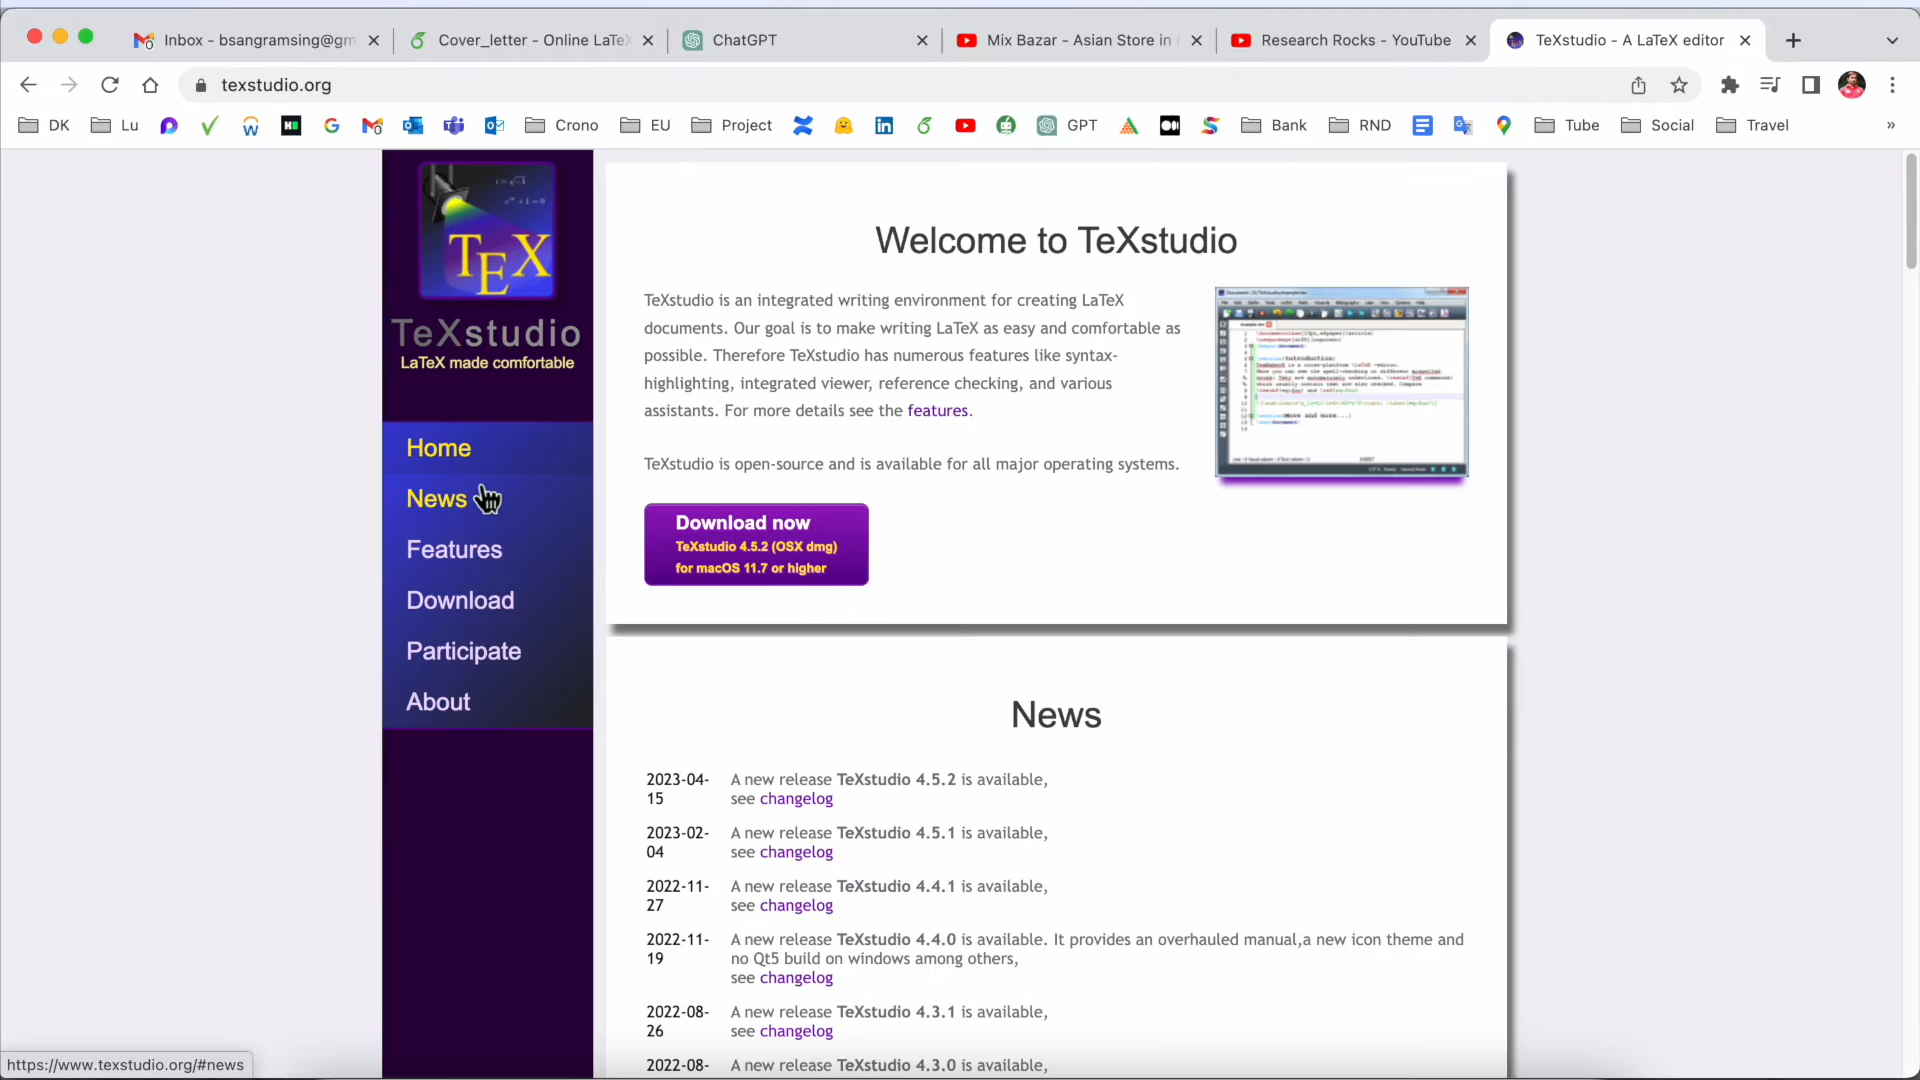 Inbox - bsangramsing@gm
Cover_letter - Online LaTe
ChatGPT
Mix Bazar - Asian Store in
Research Rocks - YouTube
TeXstudio - A LaTeX editor
texstudio.org
DK
Lu
Crono
EU
Project
GPT
Bank
RND
Tube
Social
Travel
»
TEX
TeXstudio
LaTeX made comfortable
Home
News
Features
Download
Participate
About
Welcome to TeXstudio
TeXstudio is an integrated writing environment for creating LaTeX
documents. Our goal is to make writing LaTeX as easy and comfortable as
possible. Therefore TeXstudio has numerous features like syntax-
highlighting, integrated viewer, reference checking, and various
assistants. For more details see the features.
TeXstudio is open-source and is available for all major operating systems.
Download now
TeXstudio 4.5.2 (OSX dmg)
for macOS 11.7 or higher
News
2023-04-
15
A new release TeXstudio 4.5.2 is available,
see changelog
2023-02-
04
A new release TeXstudio 4.5.1 is available,
see changelog
2022-11-
27
A new release TeXstudio 4.4.1 is available,
see changelog
2022-11-
19
A new release TeXstudio 4.4.0 is available. It provides an overhauled manual,a new icon theme and
no Qt5 build on windows among others,
see changelog
2022-08-
26
A new release TeXstudio 4.3.1 is available,
see changelog
2022-08-
A new release TeXstudio 4.3.0 is available,
https://www.texstudio.org/#news